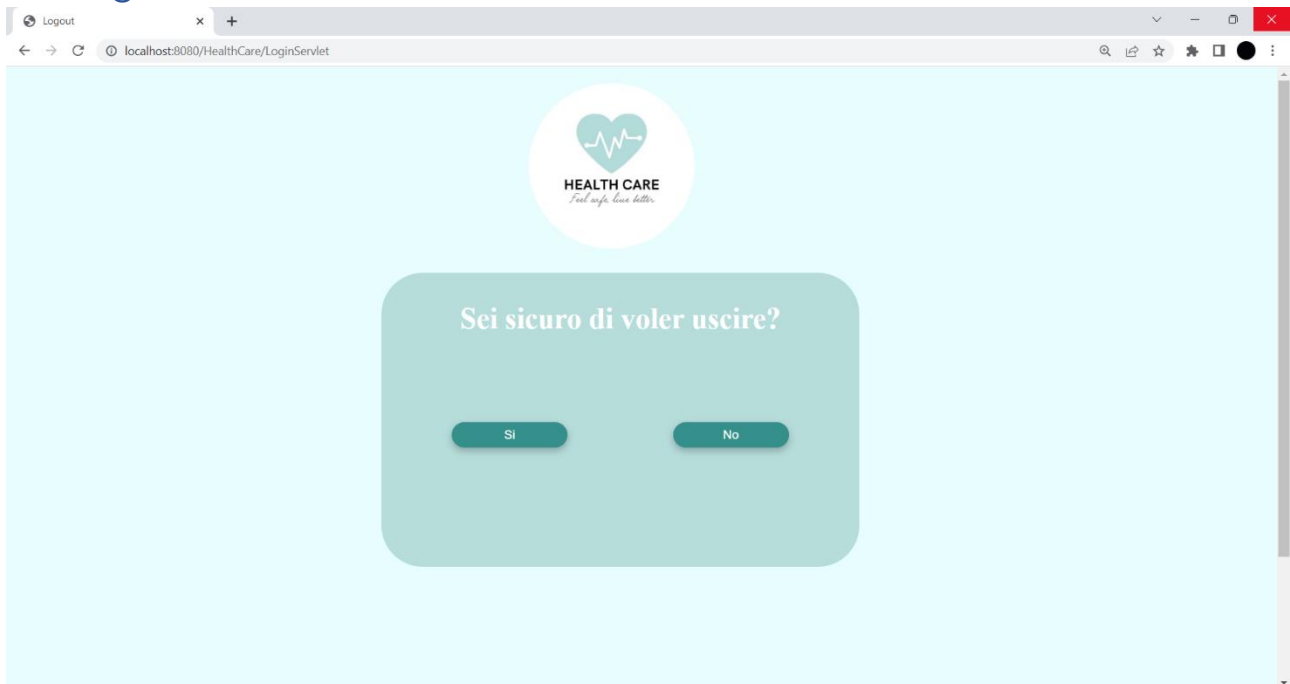 Logout
localhost:8080/HealthCare/LoginServlet
HEALTH CARE
Feel safe, live better.
Sei sicuro di voler uscire?
Si
No